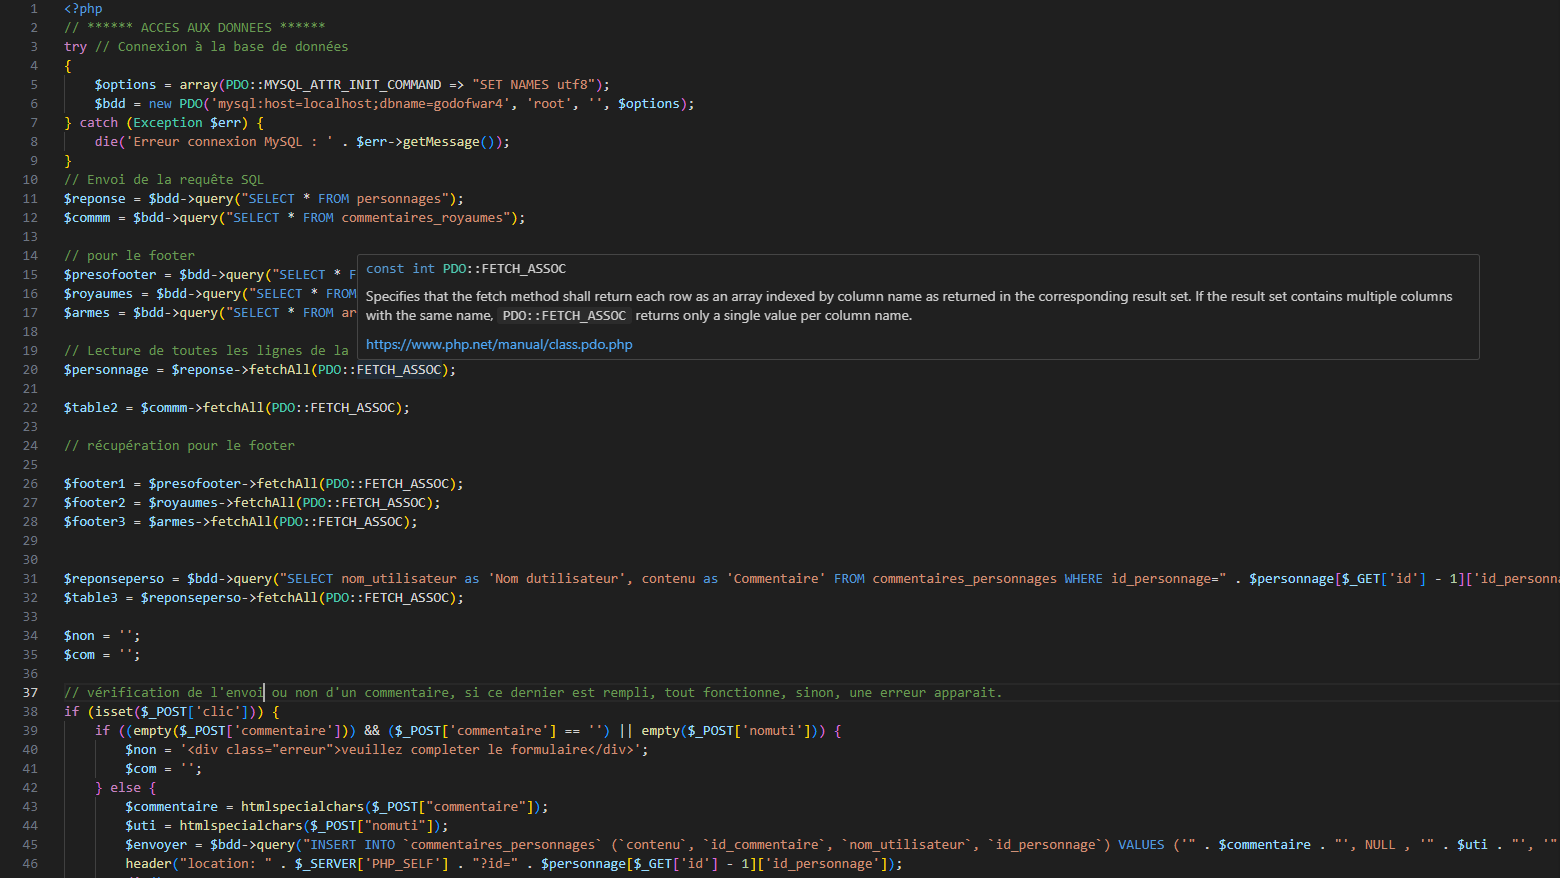 1 <?php
2 // ****** ACCES AUX DONNEES ******
3 try // Connexion à la base de données
4 {
5 $options = array(PDO::MYSQL_ATTR_INIT_COMMAND => "SET NAMES utf8");
6 $bdd = new PDO('mysql:host=localhost;dbname=godofwar4', 'root', '', $options);
7 } catch (Exception $err) {
8 die('Erreur connexion MySQL : ' . $err->getMessage());
9 }
10 // Envoi de la requête SQL
11 $reponse = $bdd->query("SELECT * FROM personnages");
12 $commm = $bdd->query("SELECT * FROM commentaires_royaumes");
13
14 // pour le footer
const int PDO::FETCH_ASSOC
15 $presofooter = $bdd->query("SELECT * F
16 $royaumes = $bdd->query("SELECT * FROM
Specifies that the fetch method shall return each row as an array indexed by column name as returned in the corresponding result set. If the result set contains multiple columns
17 $armes = $bdd->query("SELECT * FROM ar
with the same name, PDO::FETCH_ASSOC returns only a single value per column name.
18
https://www.php.net/manual/class.pdo.php
19 // Lecture de toutes les lignes de la
20 $personnage = $reponse->fetchAll(PDO::FETCH_ASSOC);
21
22 $table2 = $commm->fetchAll(PDO::FETCH_ASSOC);
23
24 // récupération pour le footer
25
26 $footer1 = $presofooter->fetchAll(PDO::FETCH_ASSOC);
27 $footer2 = $royaumes->fetchAll(PDO::FETCH_ASSOC);
28 $footer3 = $armes->fetchAll(PDO::FETCH_ASSOC);
29
30
31 $reponseperso = $bdd->query("SELECT nom_utilisateur as 'Nom dutilisateur', contenu as 'Commentaire' FROM commentaires_personnages WHERE id_personnage=" . $personnage[$_GET['id'] - 1]['id_personna
32 $table3 = $reponseperso->fetchAll(PDO::FETCH_ASSOC);
33
34 $non = '';
35 $com = '';
36
37 // vérification de l'envoi ou non d'un commentaire, si ce dernier est rempli, tout fonctionne, sinon, une erreur apparait.
38 if (isset($_POST['clic'])) {
39 if ((empty($_POST['commentaire'])) && ($_POST['commentaire'] == '') || empty($_POST['nomuti'])) {
40 $non = '<div class="erreur">veuillez completer le formulaire</div>';
41 $com = '';
42 } else {
43 $commentaire = htmlspecialchars($_POST["commentaire"]);
44 $uti = htmlspecialchars($_POST["nomuti"]);
45 $envoyer = $bdd->query("INSERT INTO `commentaires_personnages` (`contenu`, `id_commentaire`, `nom_utilisateur`, `id_personnage`) VALUES ('" . $commentaire . "', NULL , '" . $uti . "', '"
46 header("location: " . $_SERVER['PHP_SELF'] . "?id=" . $personnage[$_GET['id'] - 1]['id_personnage']);